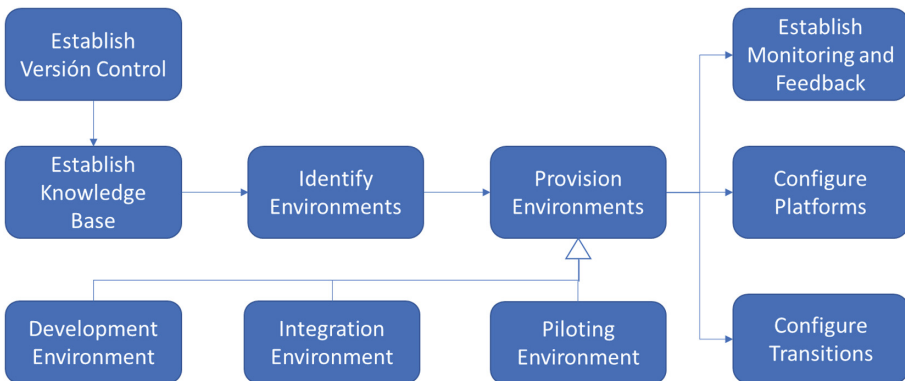 Establish
Versión Control
Establish
Monitoring and
Feedback
Establish
Knowledge
Base
Identify
Environments
Provision
Environments
Configure
Platforms
Development
Environment
Integration
Environment
Piloting
Environment
Configure
Transitions